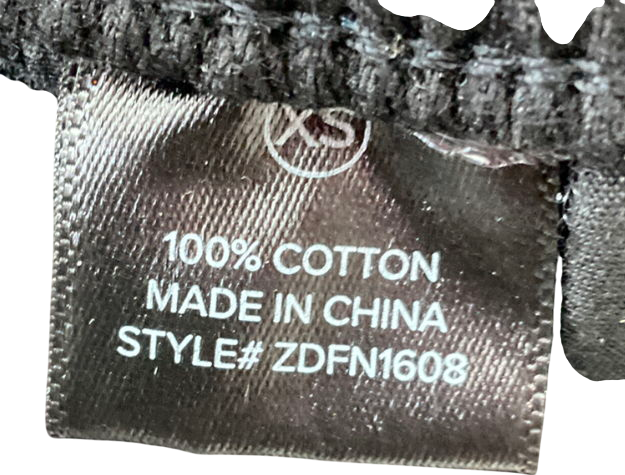 XS
100% COTTON
MADE IN CHINA
STYLE# ZDFN1608